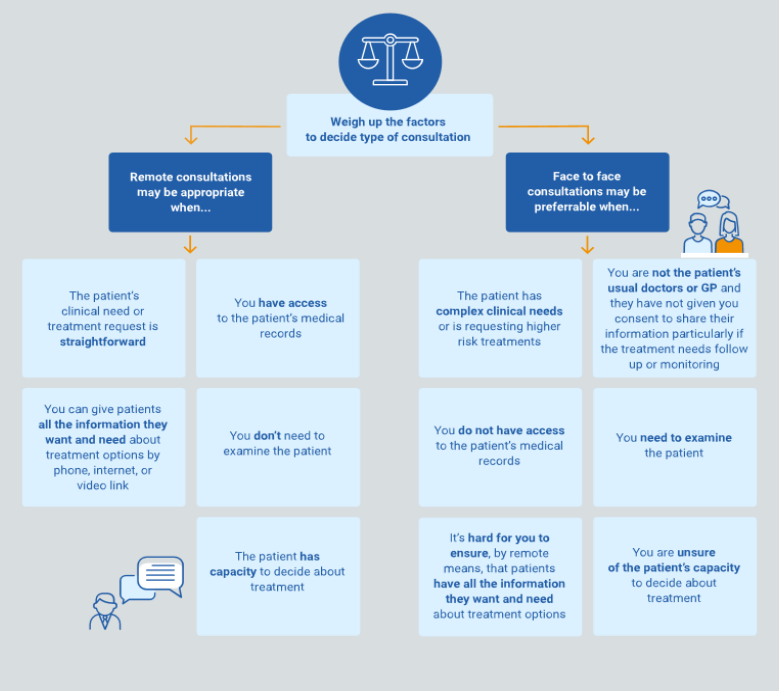 Weigh up the factors
to decide type of consultation
Remote consultations
may be appropriate
when...
Face to face
consultations may be
preferrable when...
The patient's
clinical need or
treatment request is
straightforward
You have access
to the patient's medical
records
The patient has
complex clinical needs
or is requesting higher
risk treatments
You are not the patient's
usual doctors or GP and
they have not given you
consent to share their
information particularly if
the treatment needs follow
up or monitoring
You can give patients
all the information they
want and need about
treatment options by
phone, internet, or
video link
You don't need to
examine the patient
You do not have access
to the patient's medical
records
You need to examine
the patient
The patient has
capacity to decide about
treatment
It's hard for you to
ensure, by remote
means, that patients
have all the information
they want and need
about treatment options
You are unsure
of the patient's capacity
to decide about
treatment